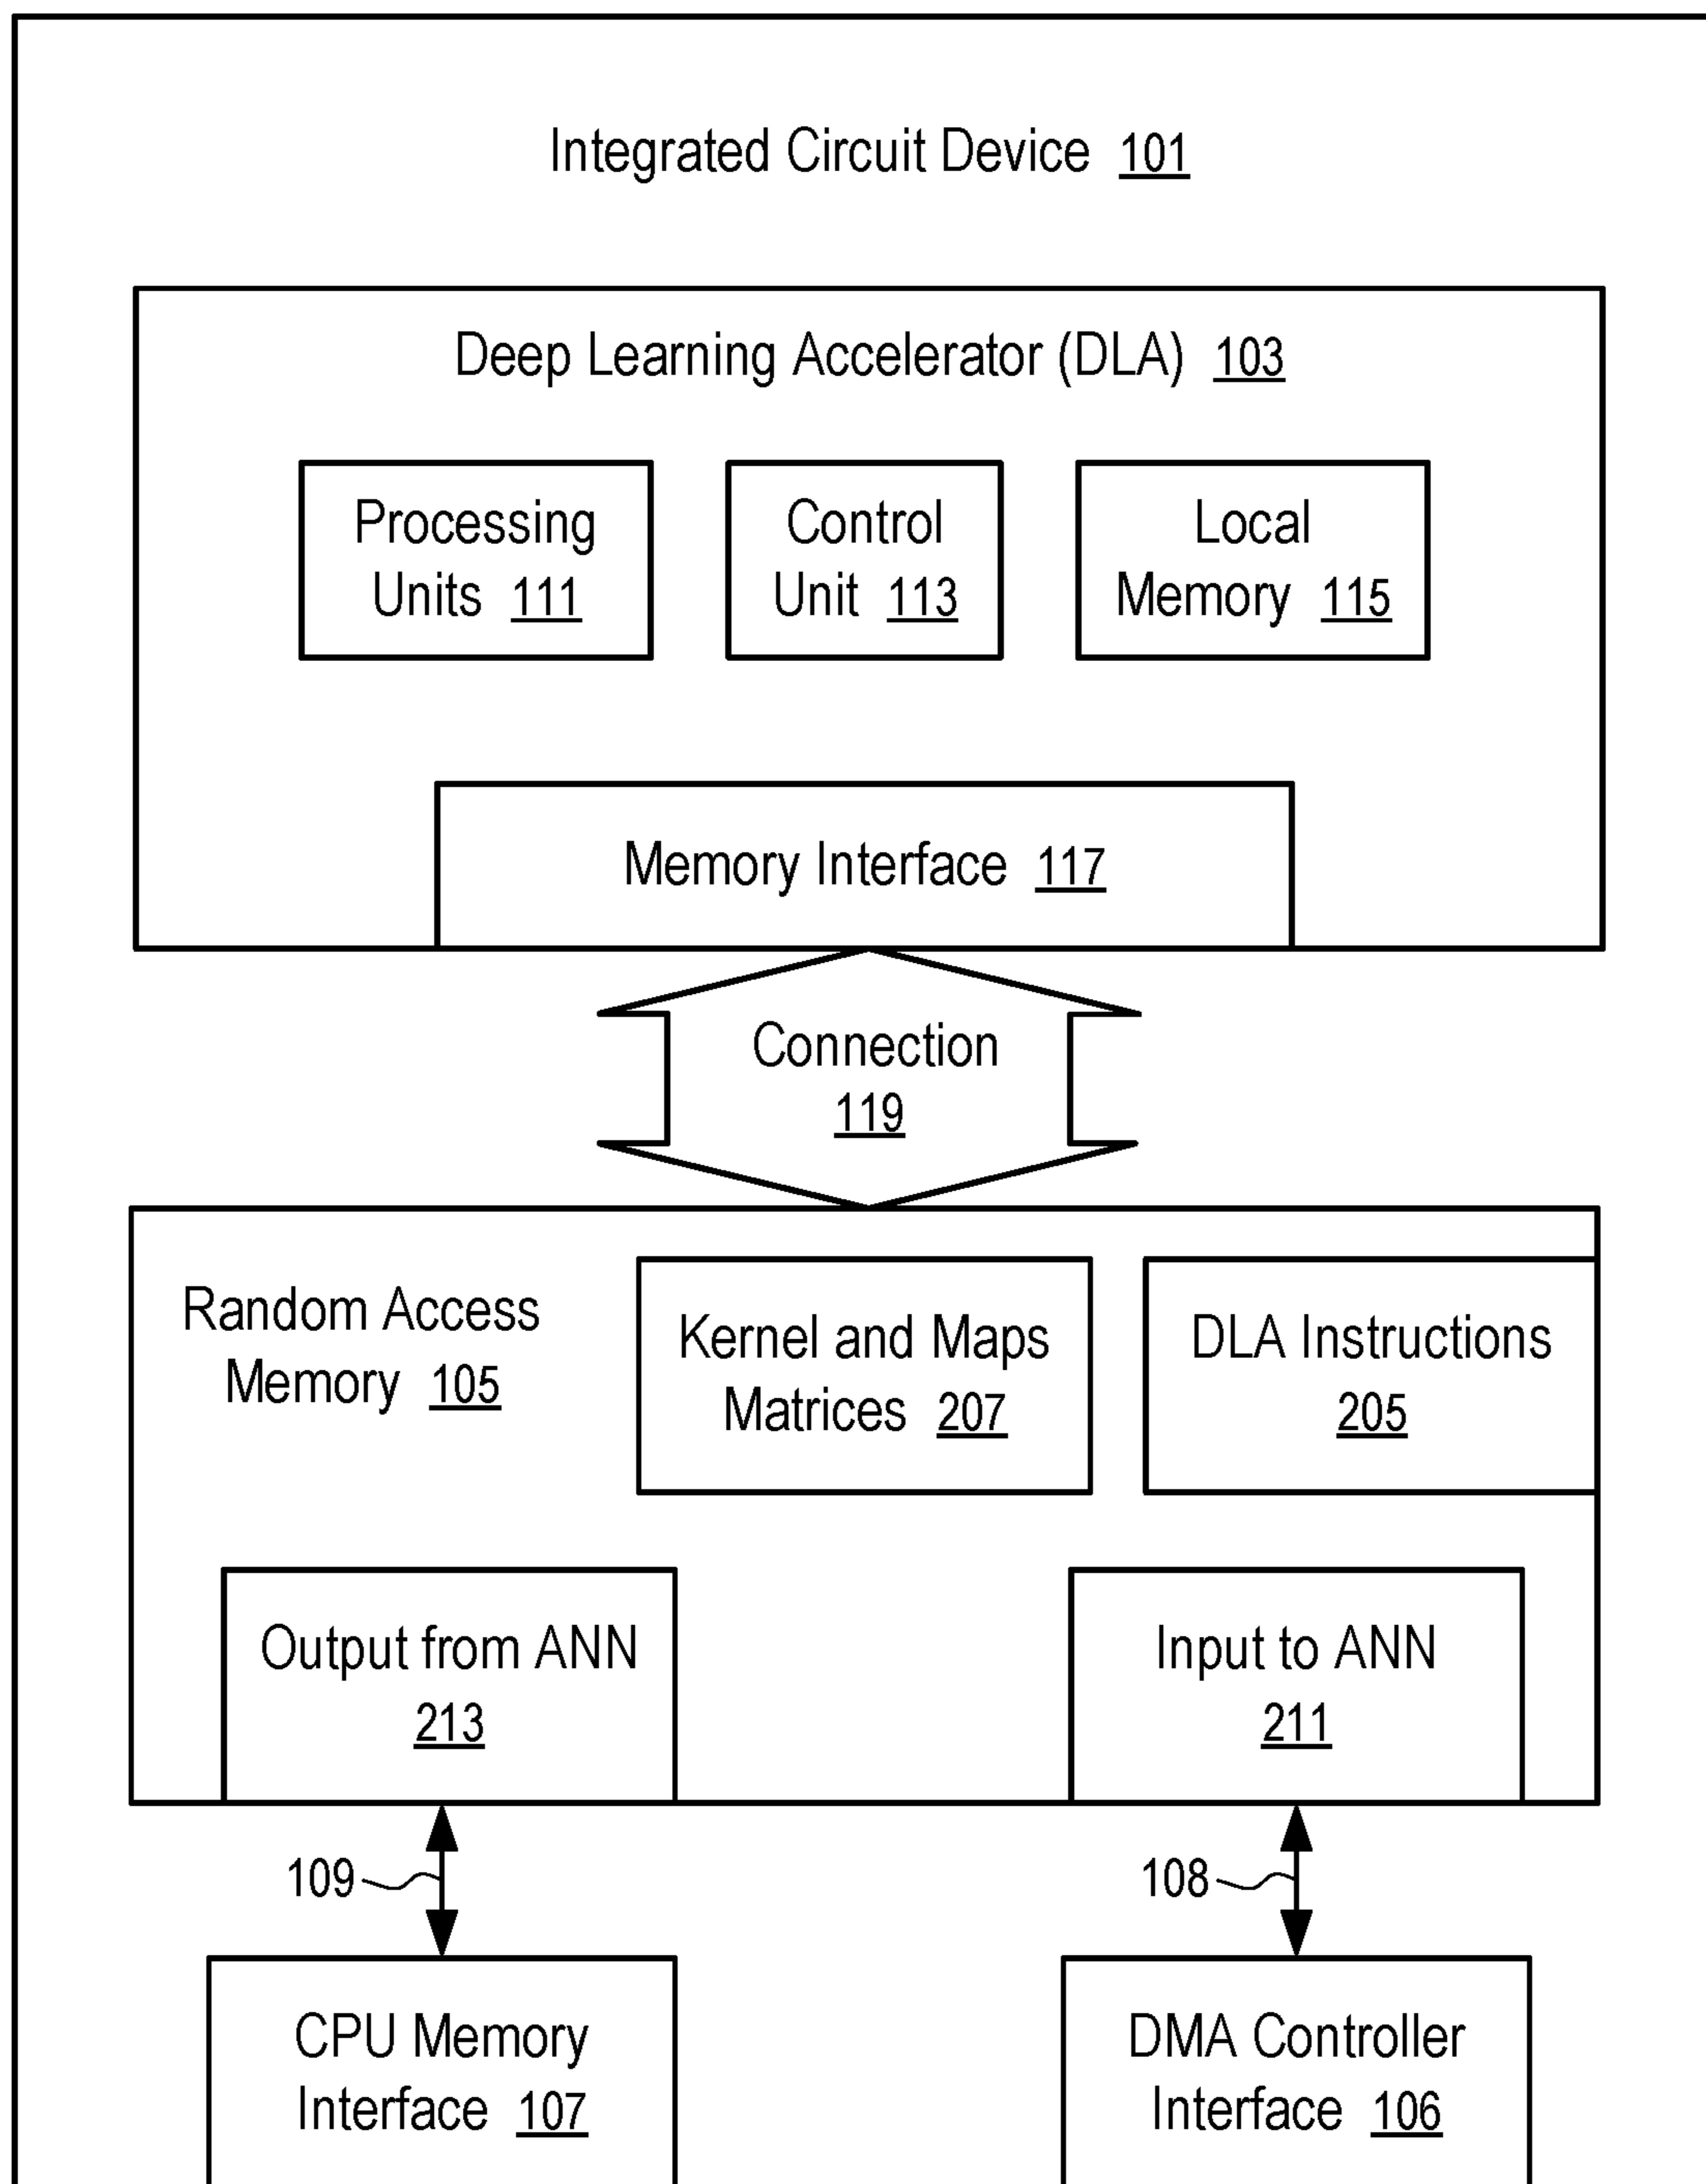 Integrated Circuit Device 101
Deep Learning Accelerator (DLA) 103
Processing
Units 111
Control
Unit 113
Local
Memory 115
Memory Interface 117
Connection
119
Random Access
Memory 105
Kernel and Maps
Matrices 207
DLA Instructions
205
Output from ANN
213
Input to ANN
211
109
108
CPU Memory
Interface 107
DMA Controller
Interface 106